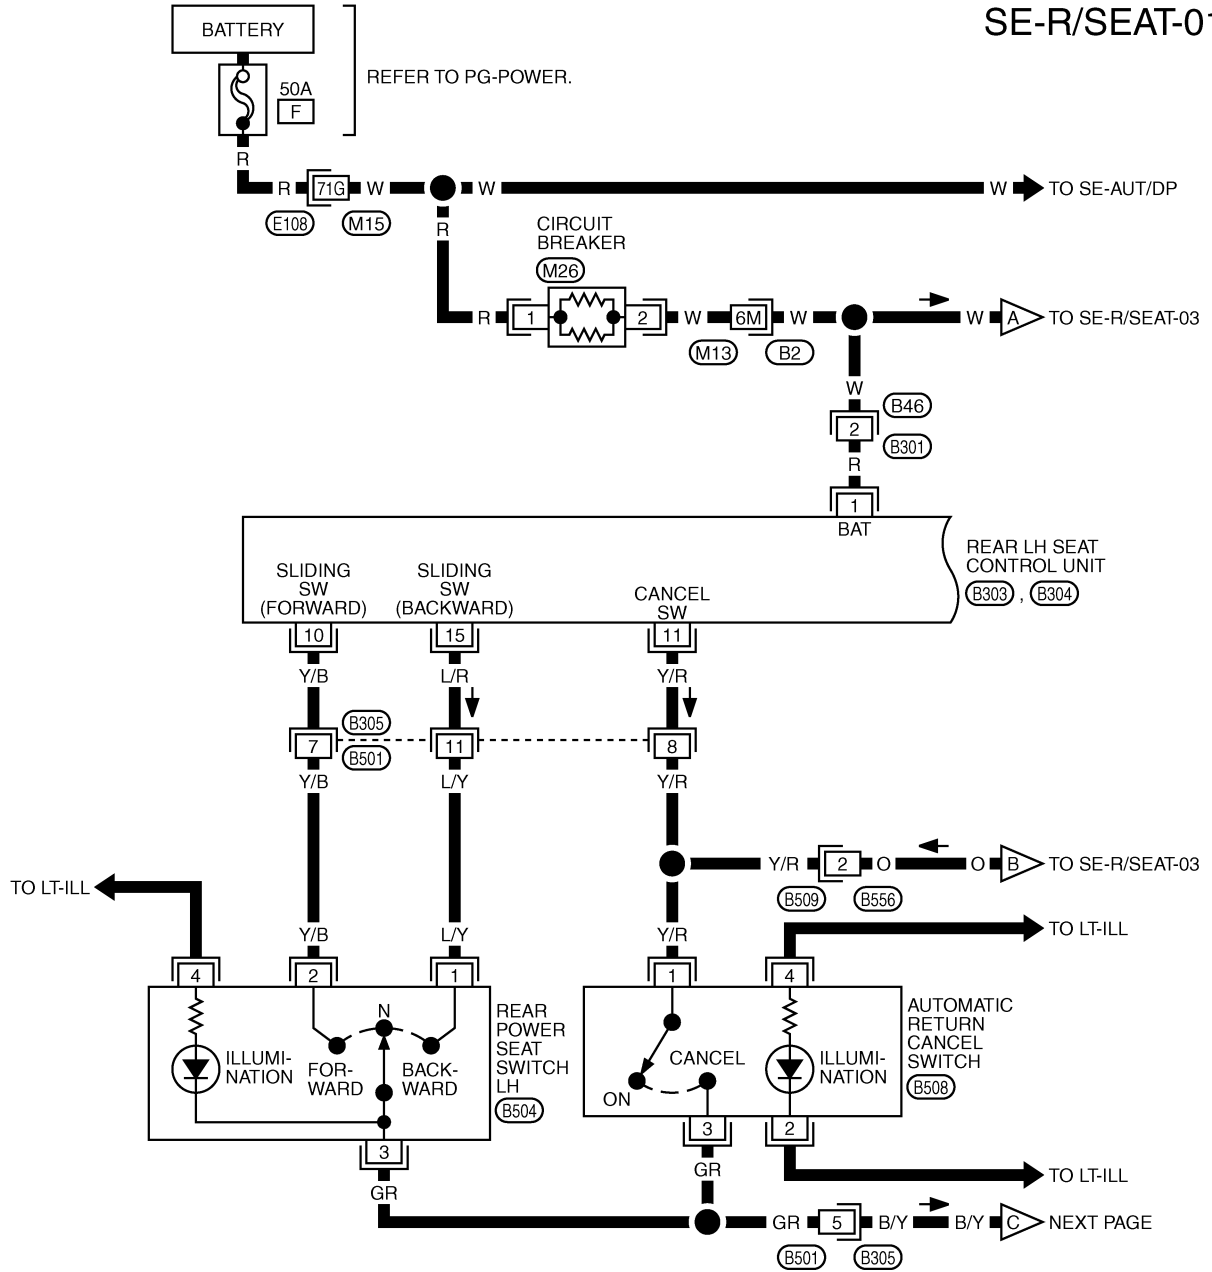 SE-R/SEAT-01
BATTERY
50A
F
REFER TO PG-POWER.
R
R
71G
W
W
W
TO SE-AUT/DP
E108
M15
R
CIRCUIT
BREAKER
M26
R
1
2
W
6M
W
W
A
TO SE-R/SEAT-03
M13
B2
W
B46
2
B301
R
1
BAT
REAR LH SEAT
CONTROL UNIT
B303 , B304
SLIDING
SW
(FORWARD)
SLIDING
SW
(BACKWARD)
CANCEL
SW
10
15
11
Y/B
L/R
Y/R
B305
7
11
8
B501
Y/B
L/Y
Y/R
Y/R
2
O
O
B
TO SE-R/SEAT-03
B509
B556
TO LT-ILL
TO LT-ILL
Y/B
L/Y
Y/R
4
2
1
1
4
N
ILLUMI-
NATION
FOR-
WARD
BACK-
WARD
REAR
POWER
SEAT
SWITCH
LH
B504
CANCEL
ON
ILLUMI-
NATION
AUTOMATIC
RETURN
CANCEL
SWITCH
B508
3
3
2
GR
GR
TO LT-ILL
GR
5
B/Y
B/Y
C
NEXT PAGE
B501
B305